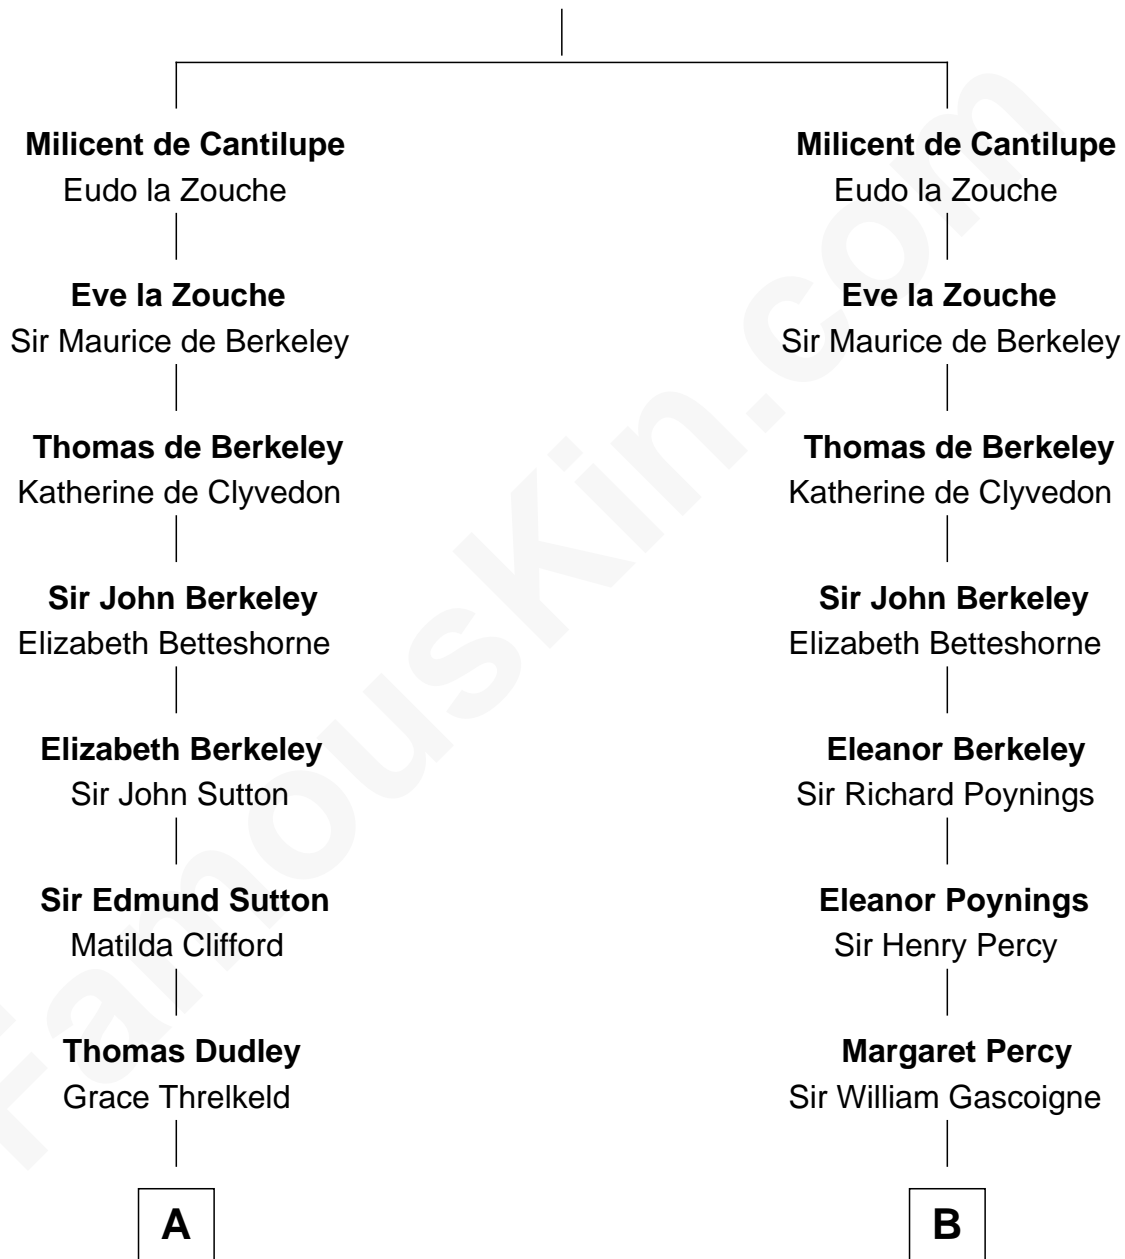 Milicent de Cantilupe
Eudo la Zouche
Eve la Zouche
Sir Maurice de Berkeley
Thomas de Berkeley
Katherine de Clyvedon
Sir John Berkeley
Elizabeth Betteshorne
Elizabeth Berkeley
Sir John Sutton
Sir Edmund Sutton
Matilda Clifford
Thomas Dudley
Grace Threlkeld
A
Milicent de Cantilupe
Eudo la Zouche
Eve la Zouche
Sir Maurice de Berkeley
Thomas de Berkeley
Katherine de Clyvedon
Sir John Berkeley
Elizabeth Betteshorne
Eleanor Berkeley
Sir Richard Poynings
Eleanor Poynings
Sir Henry Percy
Margaret Percy
Sir William Gascoigne
B
FamousKin.com